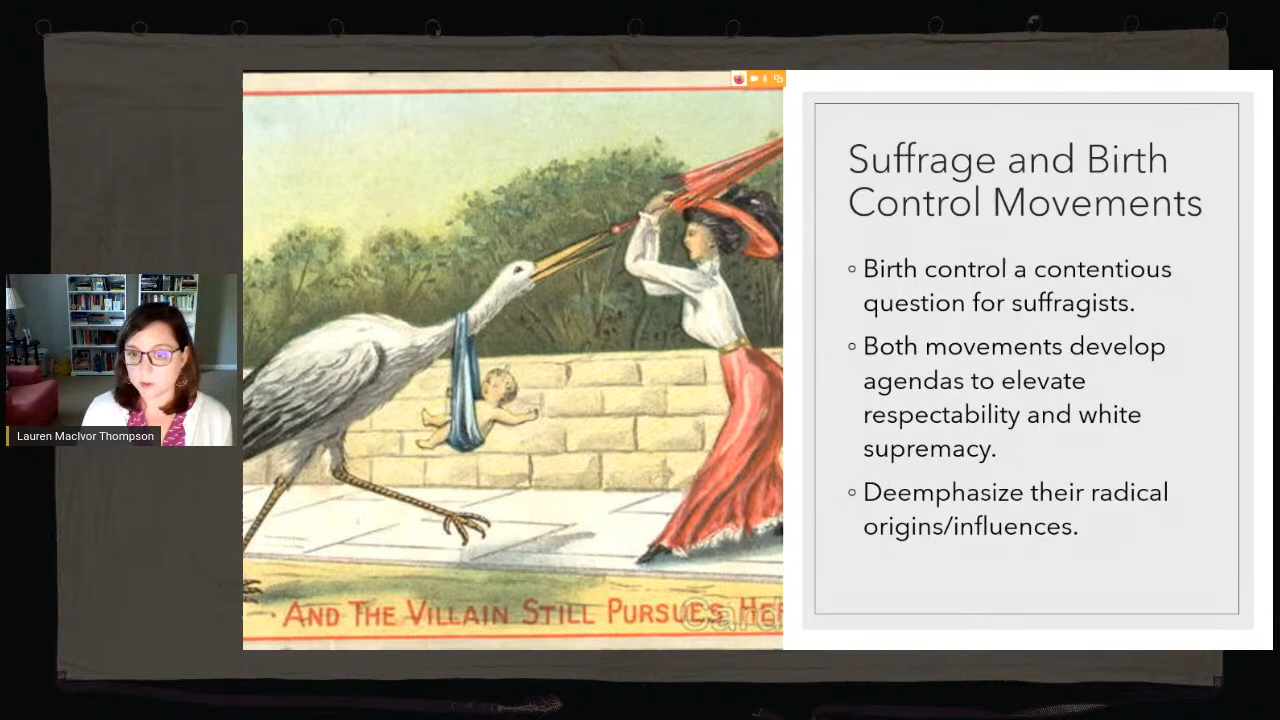 Suffrage and Birth
Control Movements
◦ Birth control a contentious
question for suffragists.
◦ Both movements develop
agendas to elevate
respectability and white
supremacy.
◦ Deemphasize their radical
origins/influences.
Lauren MacIvor Thompson
· AND THE VILLAIN STILL PURSUES HER